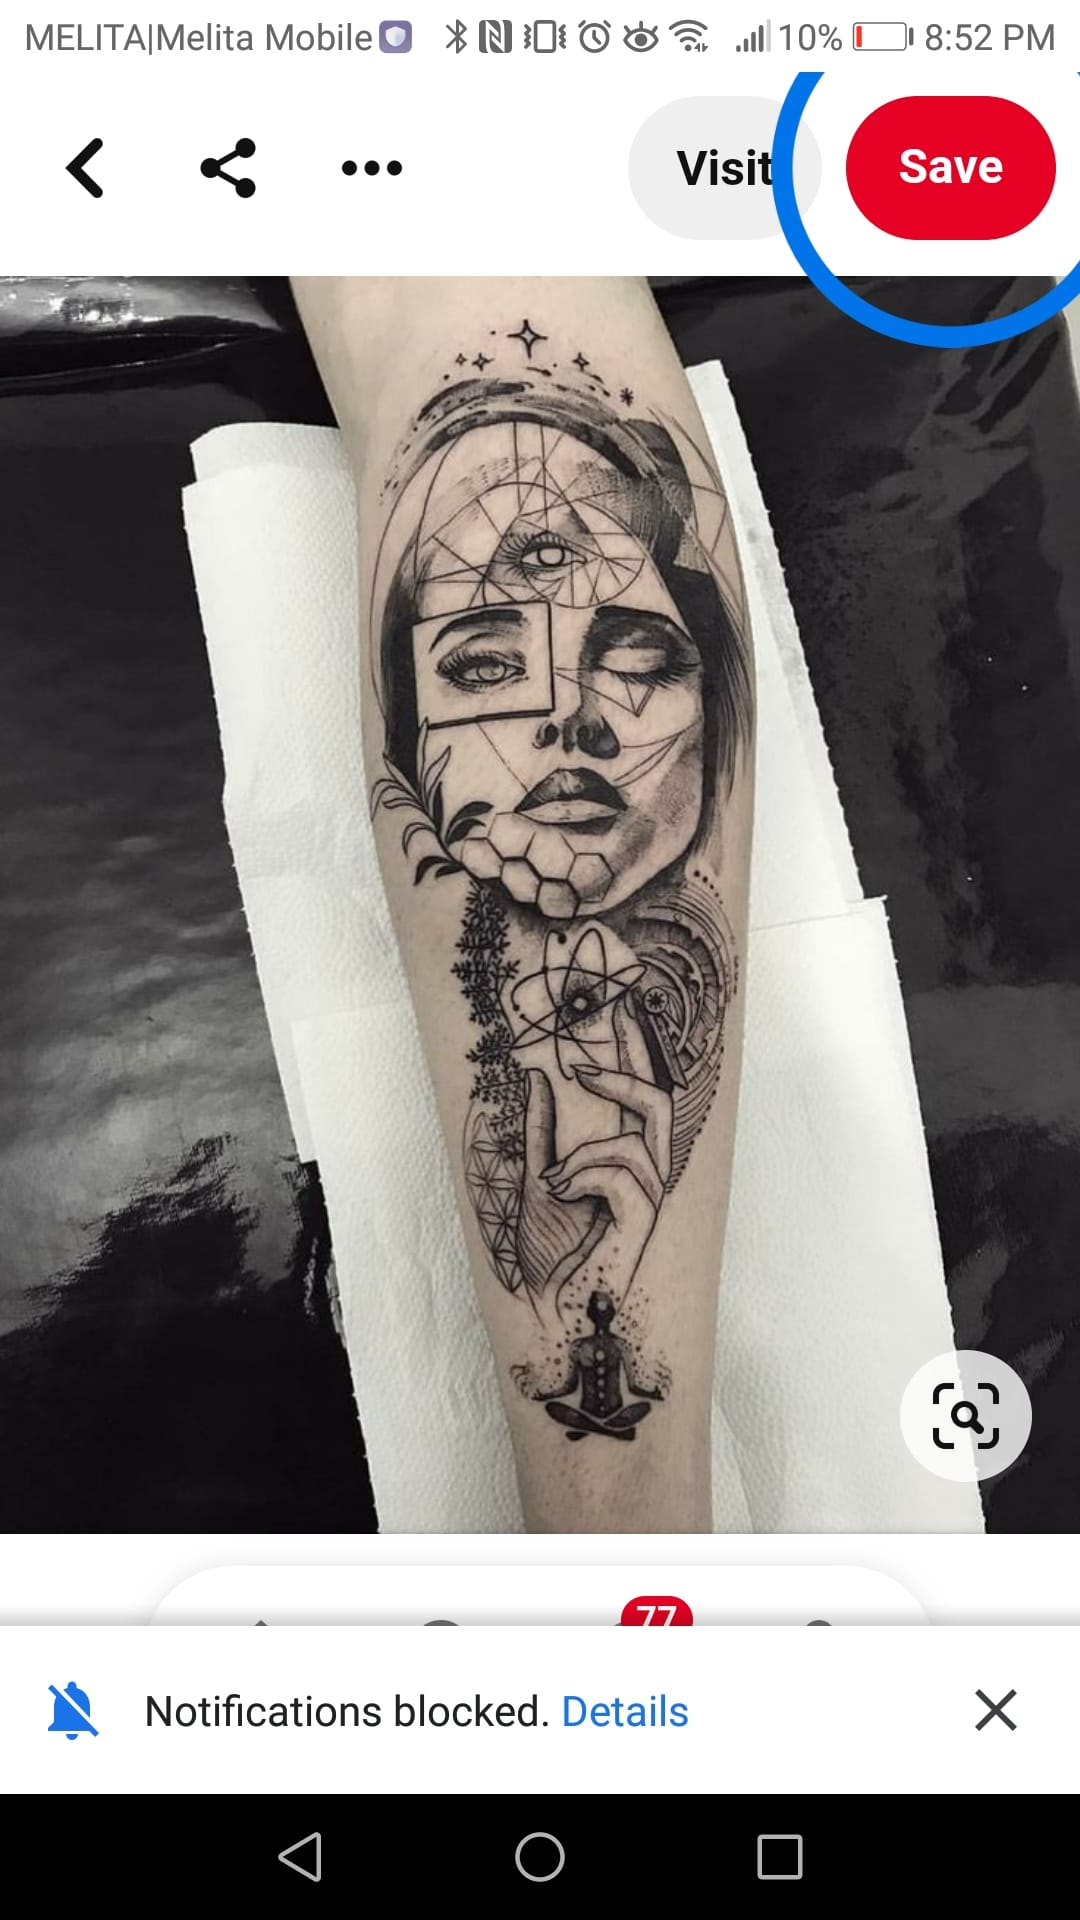 MELITA|Melita Mobile 10% 8:52 PM
Visit Save
77
Notifications blocked. Details